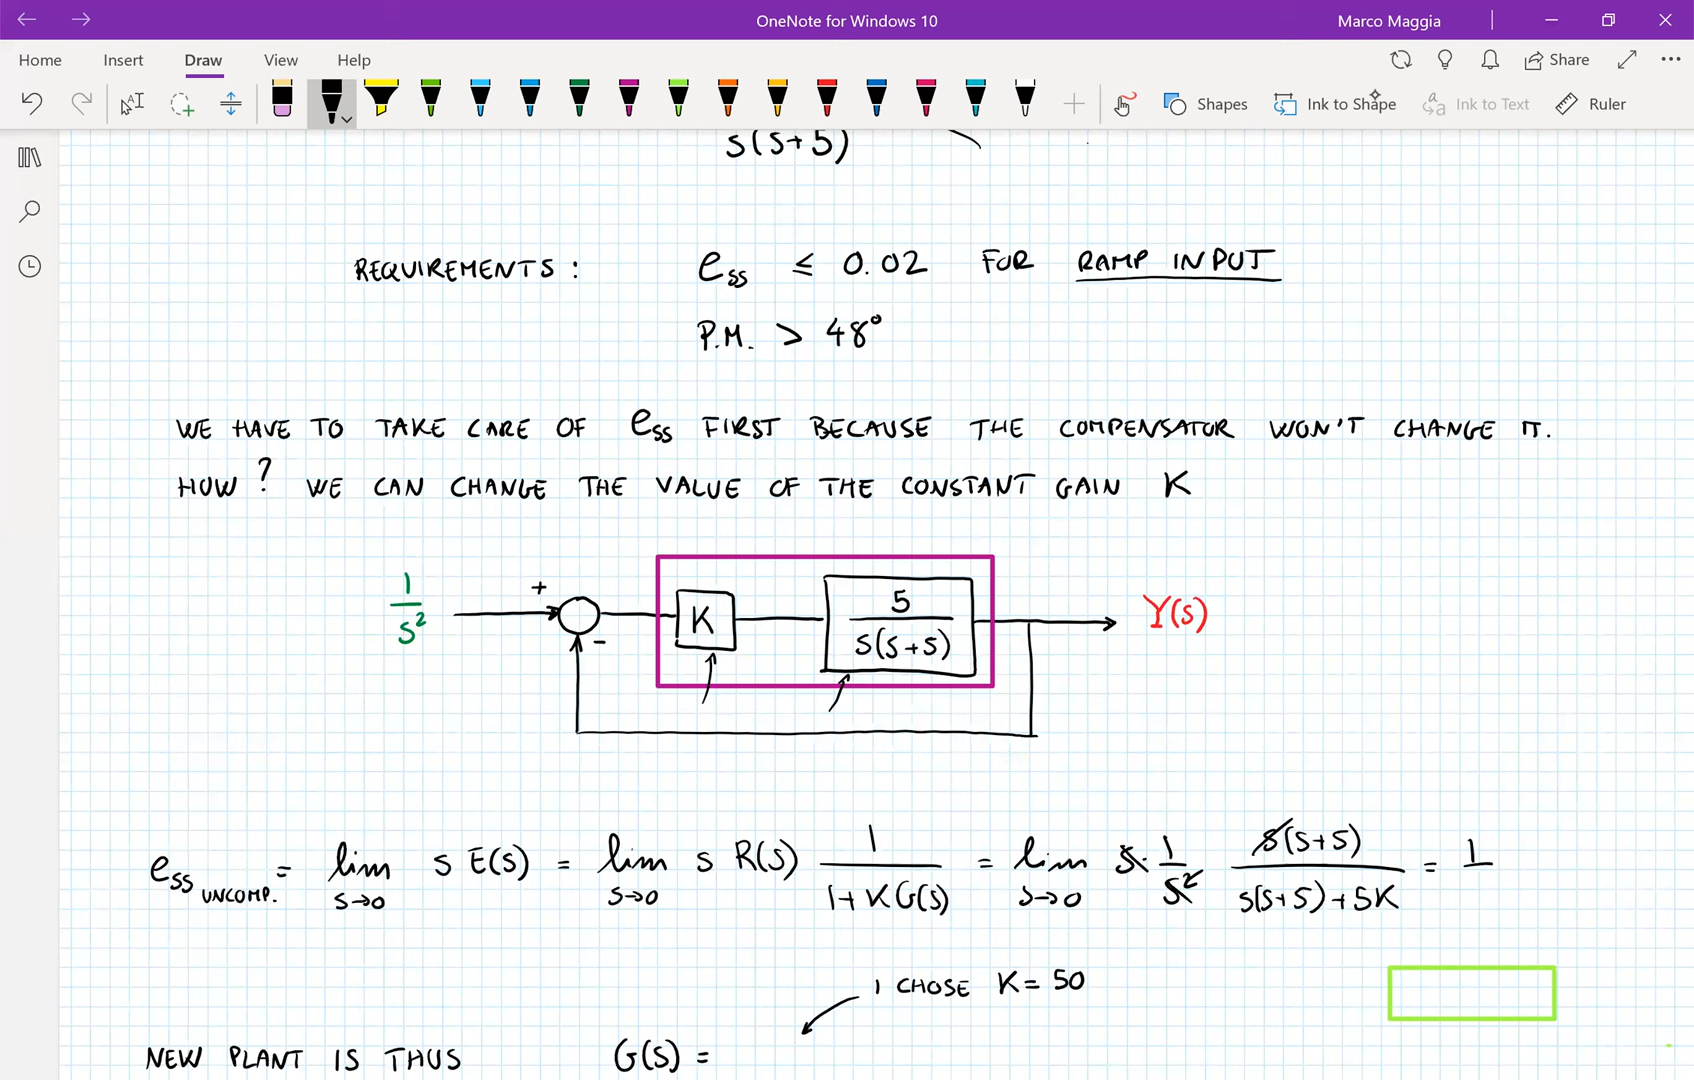 OneNote for Windows 10
Marco Maggia
Home Insert Draw View Help
Share
Shapes
Ink to Shape
Ink to Text
Ruler
s(s+5)
REQUIREMENTS: ess ≤ 0.02 FOR RAMP INPUT
P.M. > 48°
WE HAVE TO TAKE CARE OF ess FIRST BECAUSE THE COMPENSATOR WON'T CHANGE IT.
HOW? WE CAN CHANGE THE VALUE OF THE CONSTANT GAIN K
1/s² + - K 5/s(s+5) Y(s)
ess UNCOMP. = lim s→0 s E(s) = lim s→0 s R(s) 1/1+KG(s) = lim s→0 s·1/s² s(s+5)/s(s+5)+5K = 1
I CHOSE K=50
NEW PLANT IS THUS G(s) =